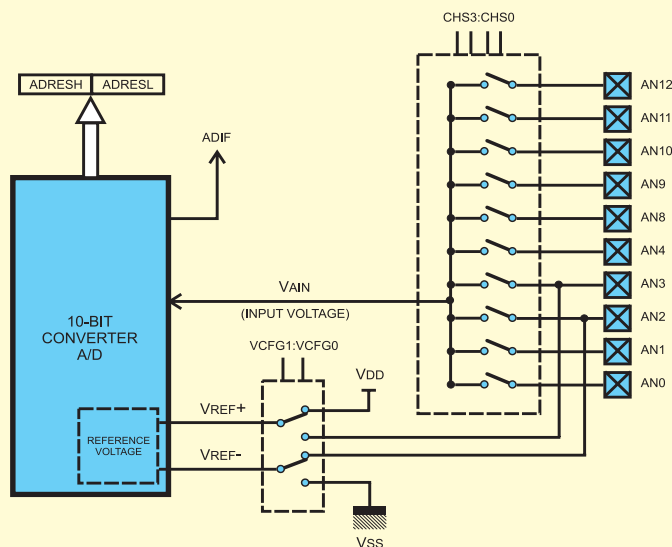 CHS3:CHS0
ADRESH ADRESL
AN12
AN11
AN10
AN9
AN8
AN4
AN3
AN2
AN1
AN0
ADIF
VAIN
(INPUT VOLTAGE)
10-BIT
CONVERTER
A/D
VCFG1:VCFG0
VDD
VREF+
REFERENCE
VOLTAGE
VREF-
VSS